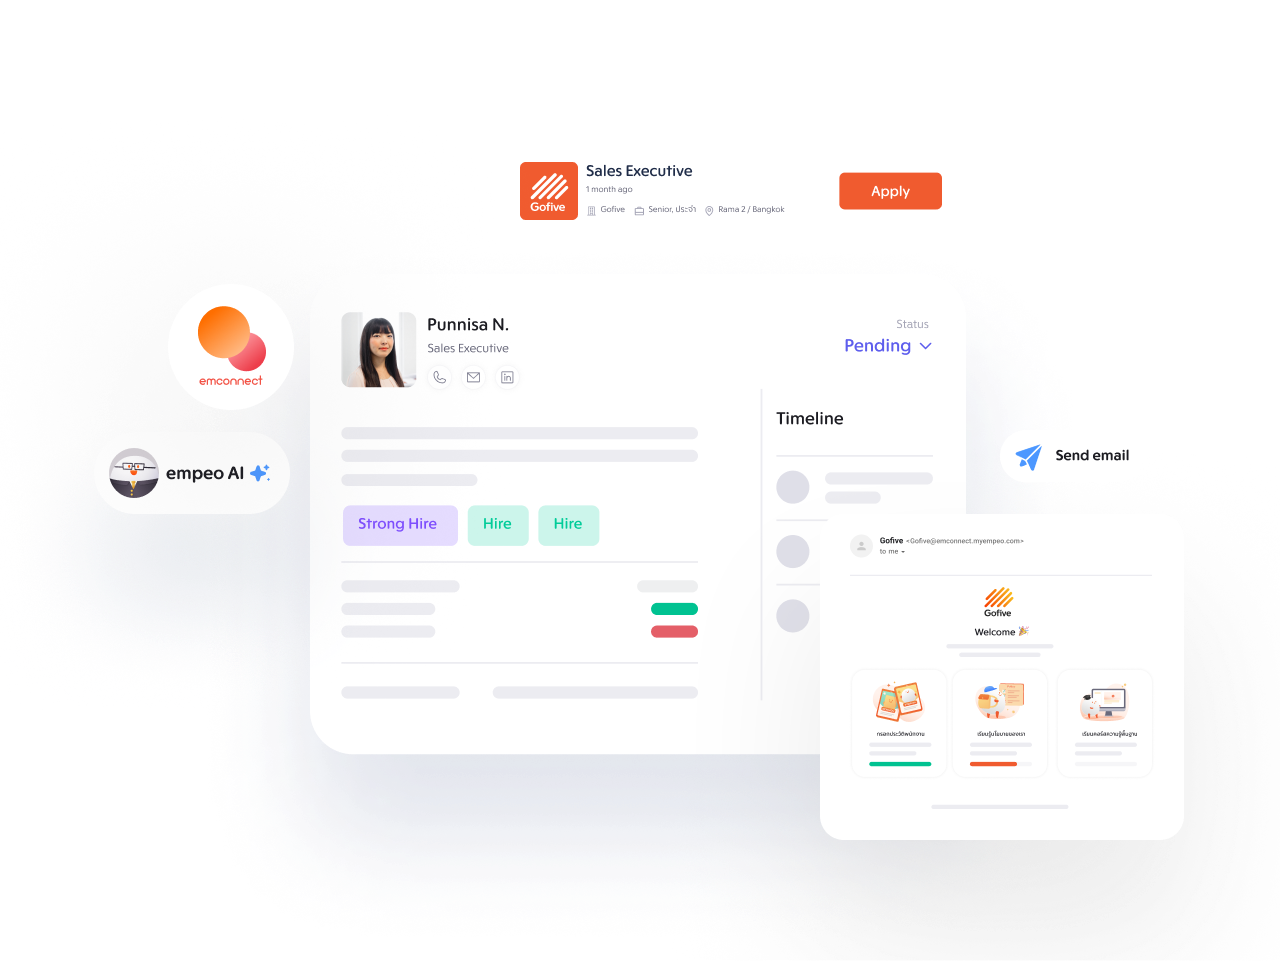 Sales Executive
1 month ago
Gofive
Gofive
Senior, ประจำ
Rama 2 / Bangkok
Apply
emconnect
empeo AI
Punnisa N.
Sales Executive
Status
Pending
Strong Hire
Hire
Hire
Timeline
Send email
Gofive <Gofive@emconnect.myempeo.com>
to me
Gofive
Welcome 🎉
กรอกประวัติพนักงาน
เรียนรู้นโยบายของเรา
เรียนคอร์สความรู้พื้นฐาน